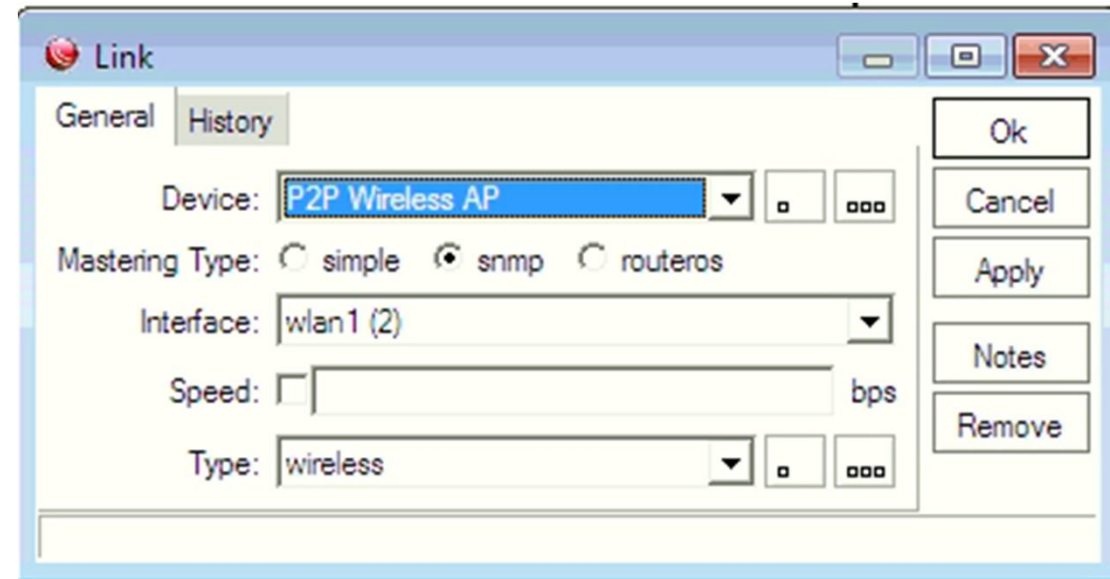 Link
General History
Ok
Device: P2P Wireless AP
Cancel
Mastering Type: simple snmp routeros
Apply
Interface: wlan1 (2)
Notes
Speed: bps
Remove
Type: wireless